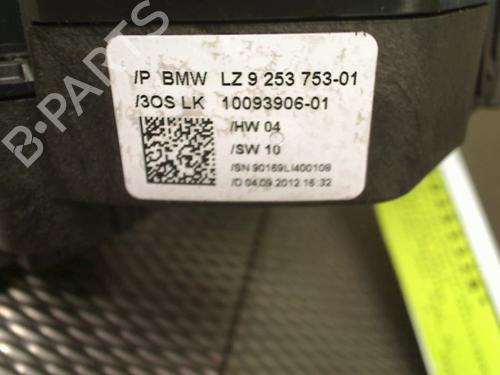 /P BMW LZ 9 253 753-01
/3OS LK 10093906-01
/HW 04
/SW 10
/SN 90169LI400108
/D 04.09.2012 16:32
B-PARTS